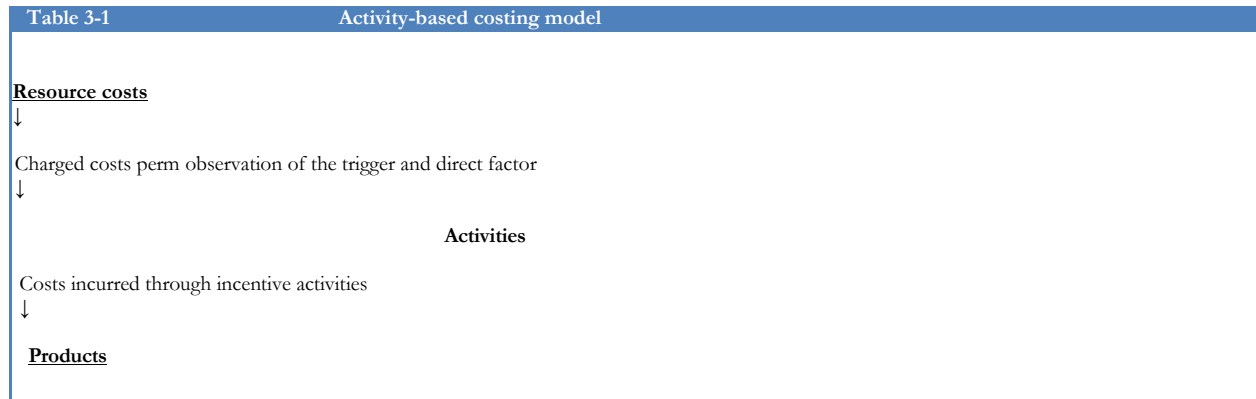 Table 3-1 Activity-based costing model
Resource costs
↓
Charged costs perm observation of the trigger and direct factor
↓
Activities
Costs incurred through incentive activities
↓
Products